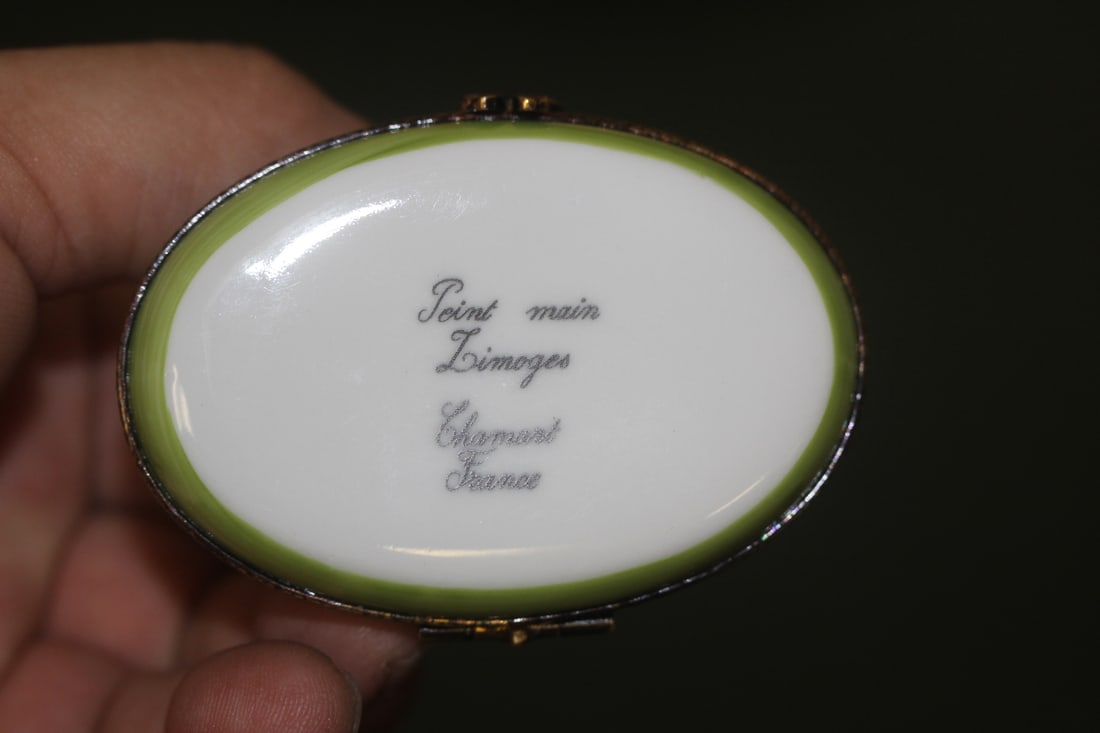 Peint main
Limoges
Chamart
France